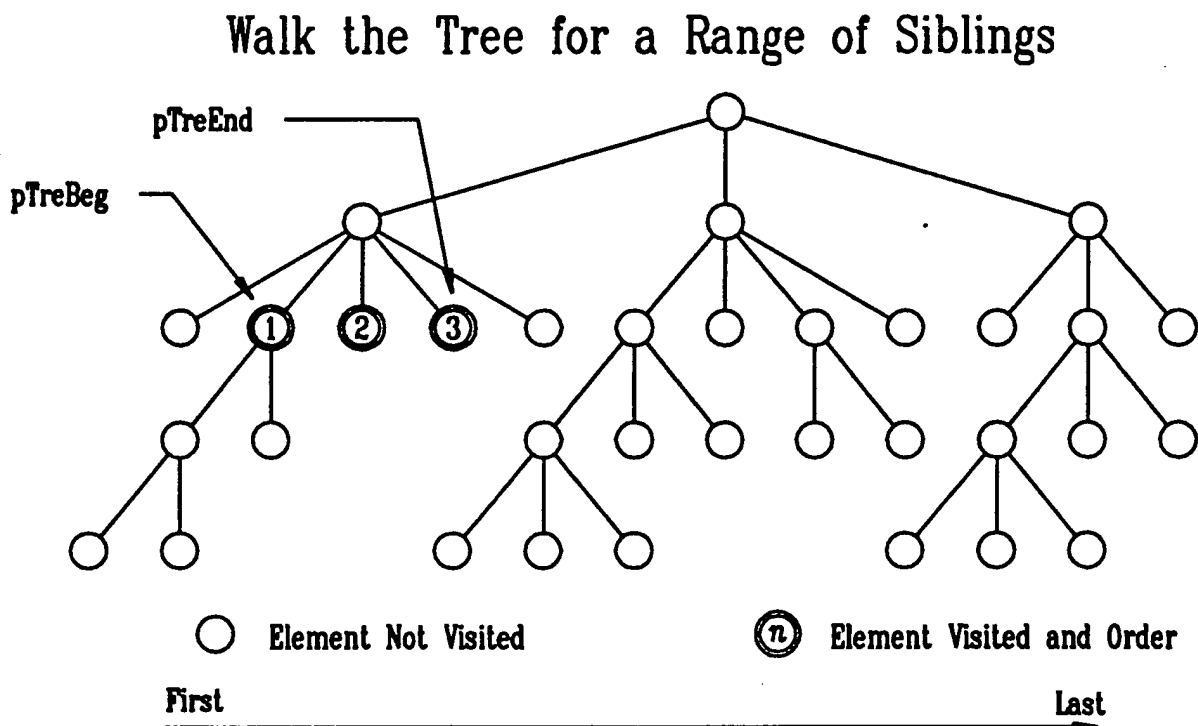 Walk the Tree for a Range of Siblings
pTreEnd
pTreBeg
1 2 3
Element Not Visited
n Element Visited and Order
First Last